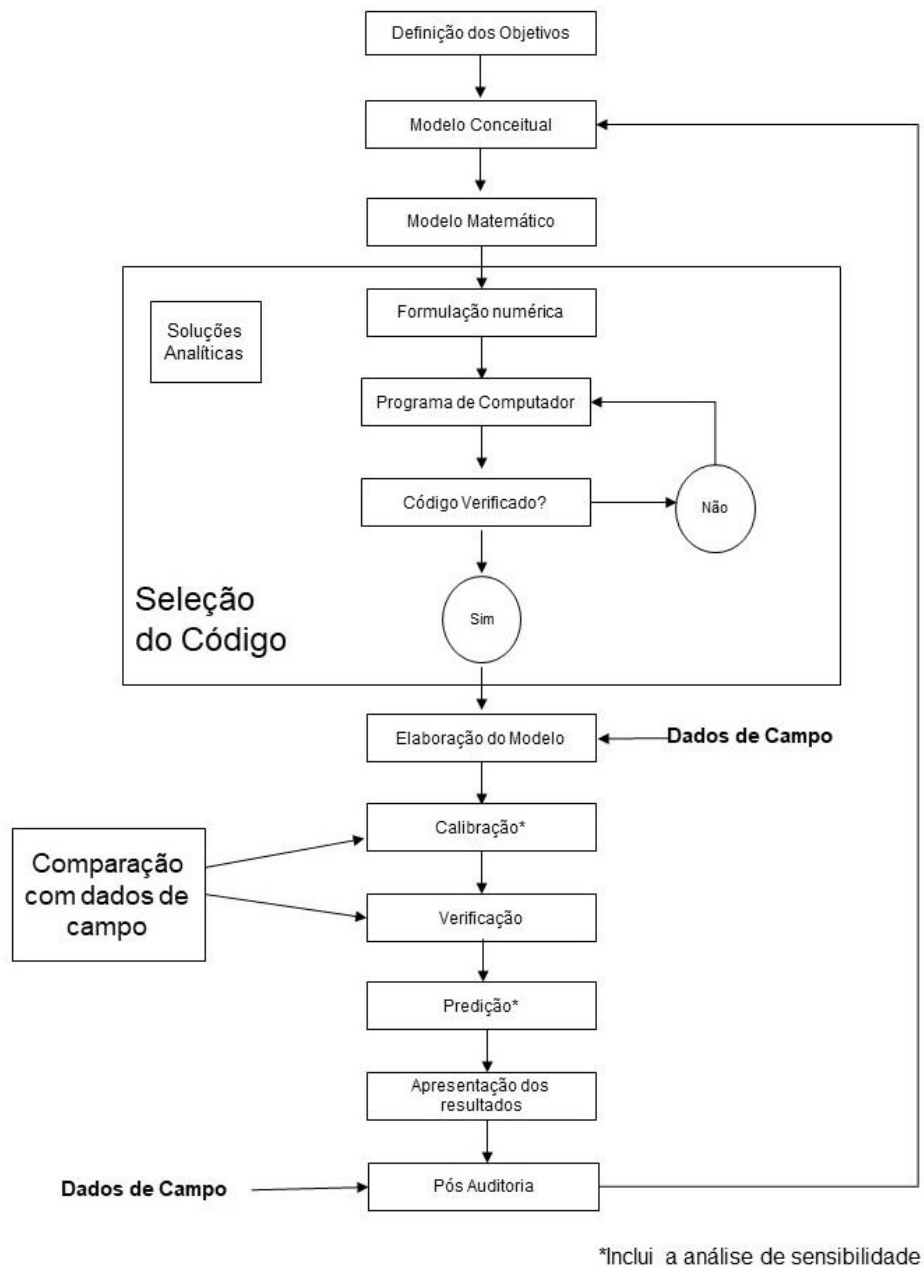 Definição dos Objetivos
Modelo Conceitual
Modelo Matemático
Formulação numérica
Soluções
Analíticas
Programa de Computador
Código Verificado?
Não
Seleção
do Código
Sim
Elaboração do Modelo
Dados de Campo
Calibração*
Comparação
com dados de
campo
Verificação
Predição*
Apresentação dos
resultados
Dados de Campo
Pós Auditoria
*Inclui a análise de sensibilidade